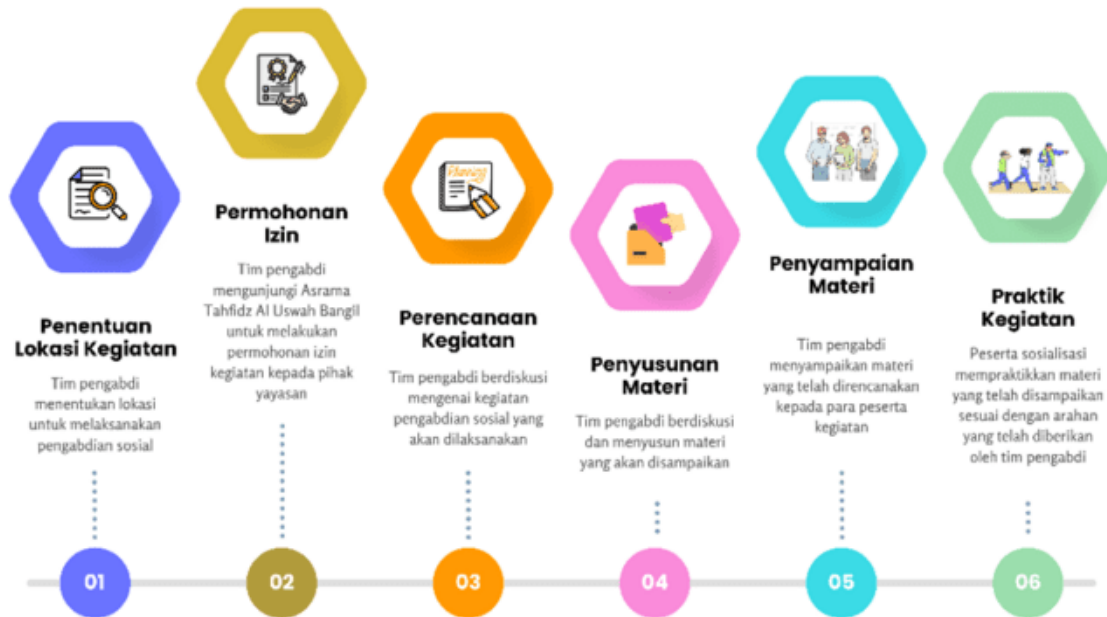 Penentuan
Lokasi Kegiatan
Tim pengabdi
menentukan lokasi
untuk melaksanakan
pengabdian sosial
01
Permohonan
Izin
Tim pengabdi
mengunjungi Asrama
Tahfidz Al Uswah Bangil
untuk melakukan
permohonan izin
kegiatan kepada pihak
yayasan
02
Perencanaan
Kegiatan
Tim pengabdi berdiskusi
mengenai kegiatan
pengabdian sosial yang
akan dilaksanakan
03
Penyusunan
Materi
Tim pengabdi berdiskusi
dan menyusun materi
yang akan disampaikan
04
Penyampaian
Materi
Tim pengabdi
menyampaikan materi
yang telah direncanakan
kepada para peserta
kegiatan
05
Praktik
Kegiatan
Peserta sosialisasi
mempraktikkan materi
yang telah disampaikan
sesuai dengan arahan
yang telah diberikan
oleh tim pengabdi
06